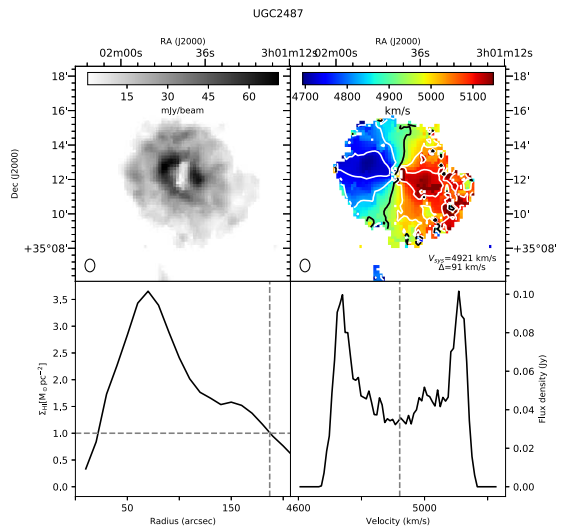 UGC2487
RA (J2000)
RA (J2000)
02m00s 36s 3h01m12s 02m00s 36s 3h01m12s
18'
16'
14'
12'
10'
+35°08'
Dec (J2000)
15 30 45 60
mJy/beam
4700 4800 4900 5000 5100
km/s
18'
16'
14'
12'
10'
+35°08'
V_sys=4921 km/s
Δ=91 km/s
3.5
3.0
2.5
2.0
1.5
1.0
0.5
0.0
Σ_HI[M_⊙pc⁻²]
50 150
Radius (arcsec)
0.10
0.08
0.06
0.04
0.02
0.00
Flux density (Jy)
4600 5000
Velocity (km/s)